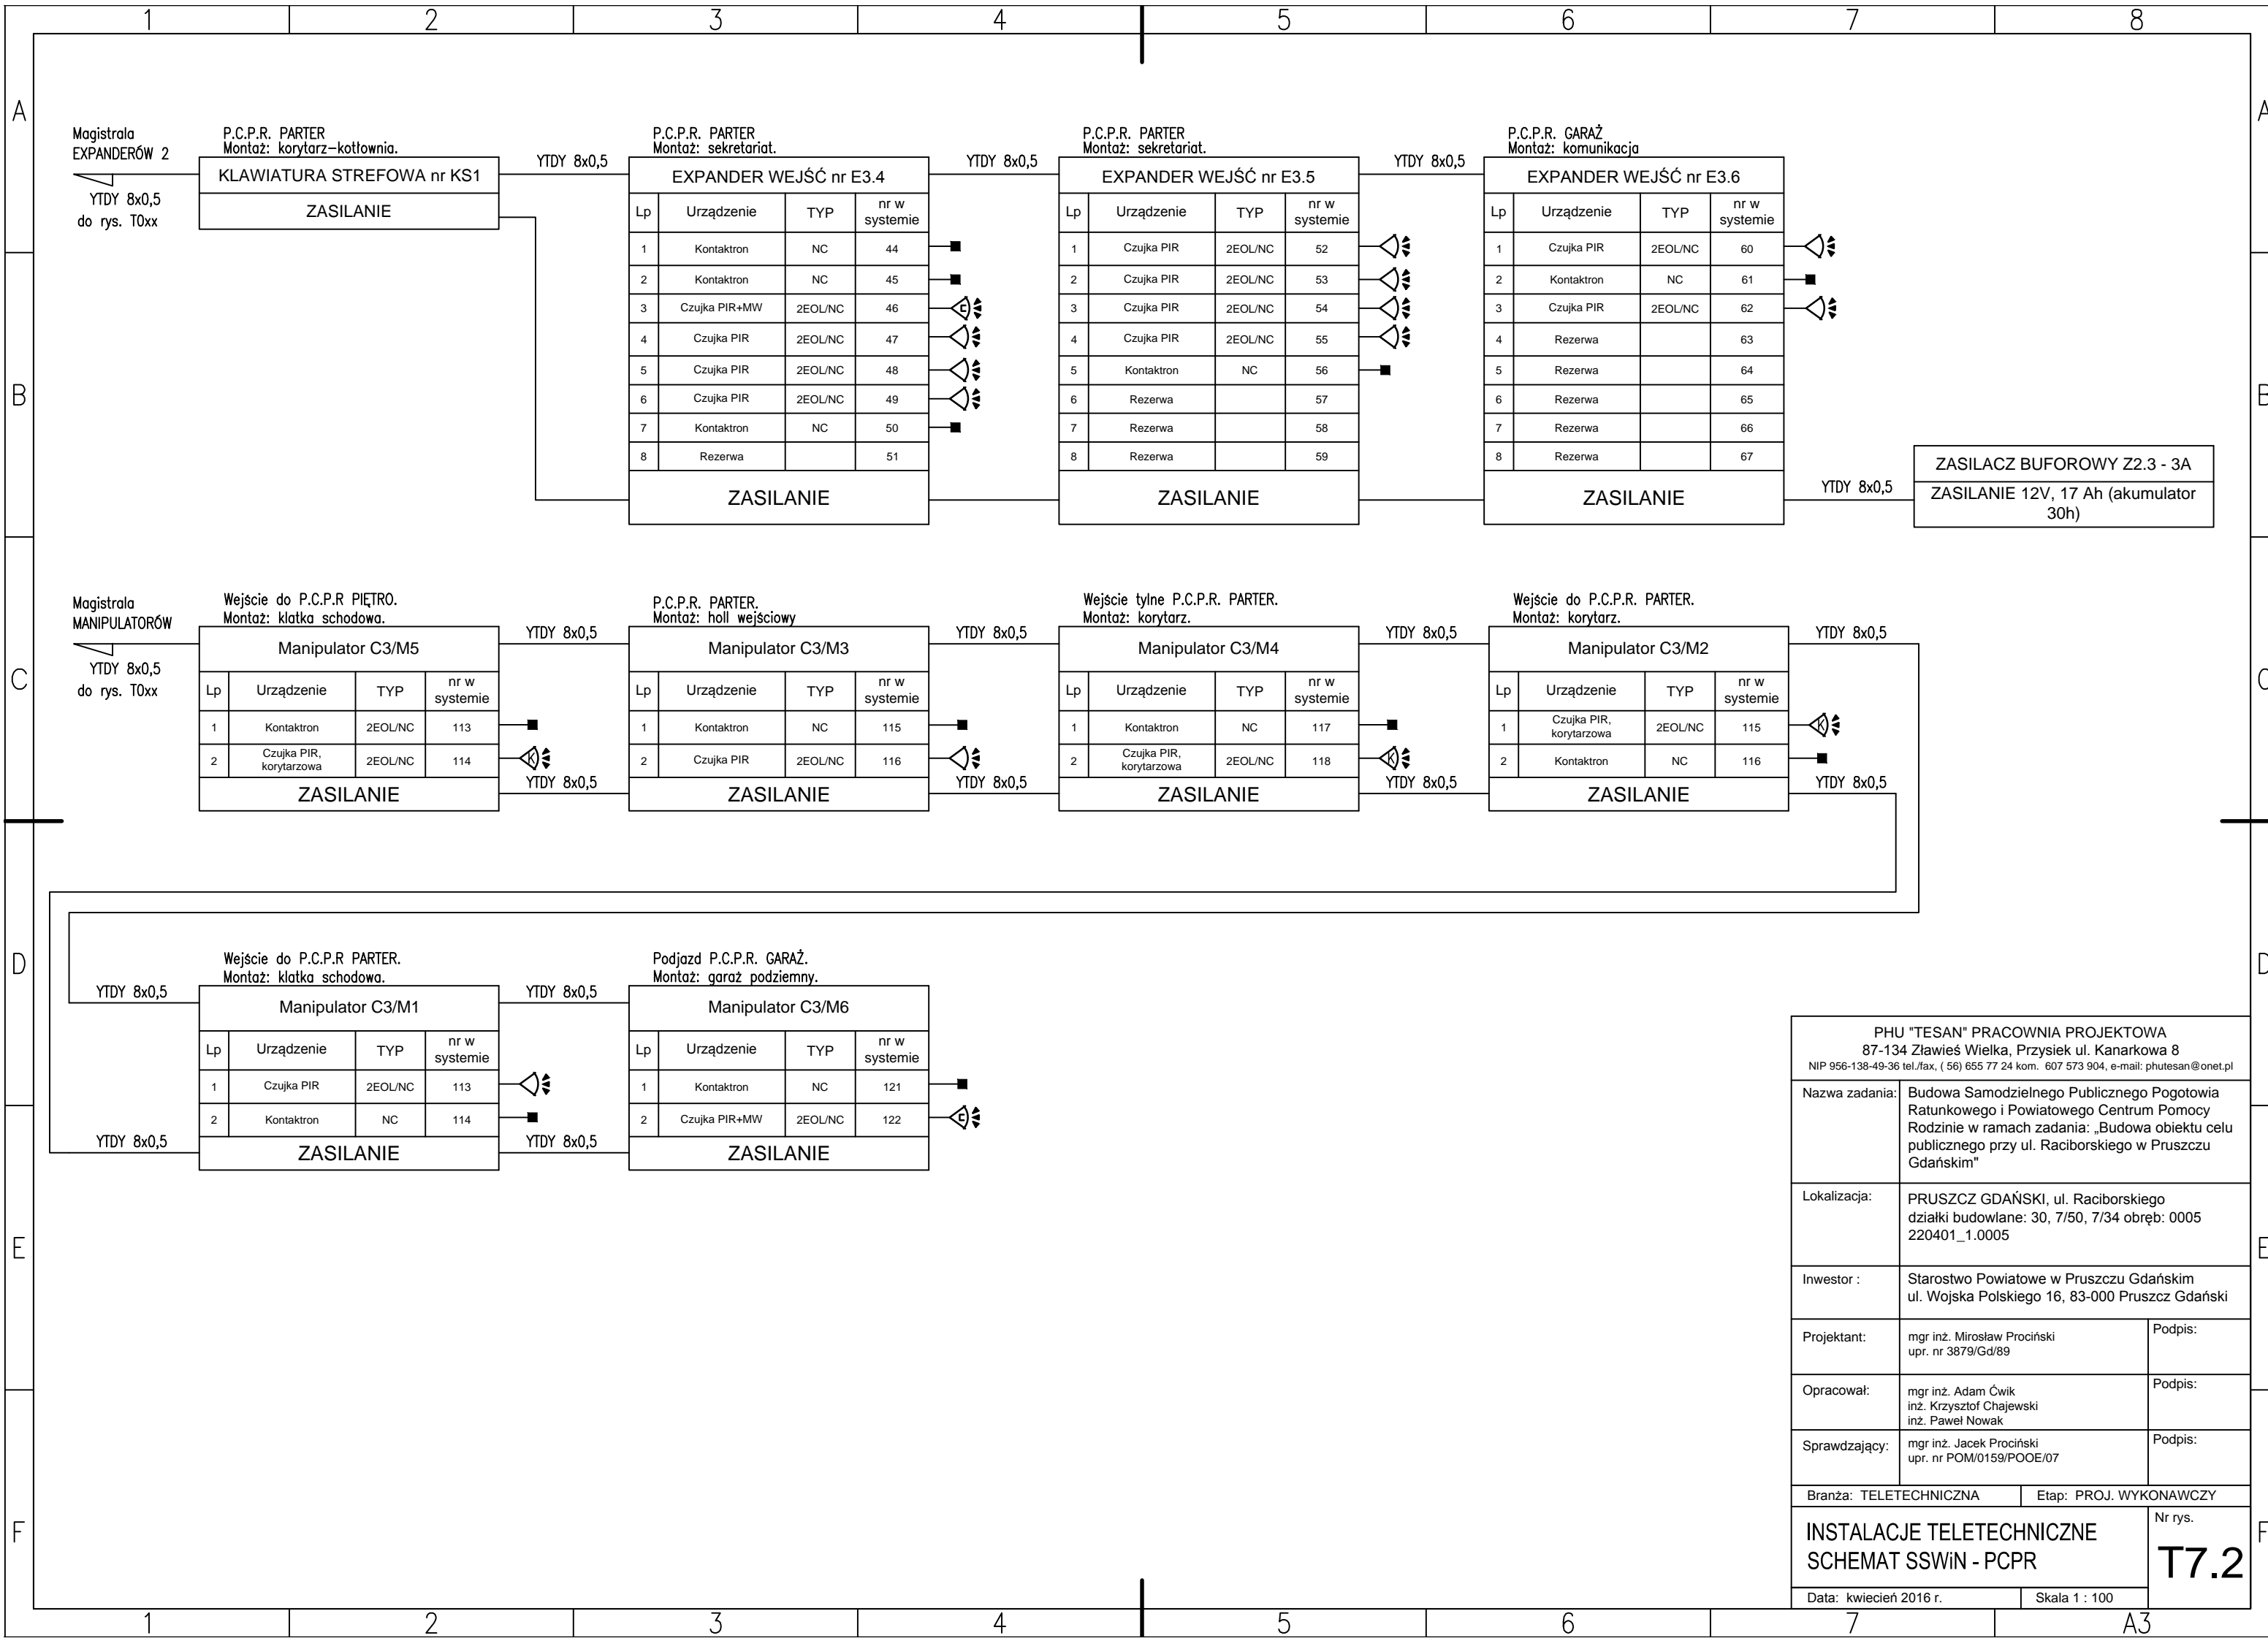 1 2 3 4 5 6 7 8
A A
Magistrala
EXPANDERÓW 2
YTDY 8x0,5
do rys. T0xx
P.C.P.R. PARTER
Montaż: korytarz-kotłownia.
KLAWIATURA STREFOWA nr KS1
ZASILANIE
YTDY 8x0,5
P.C.P.R. PARTER
Montaż: sekretariat.
EXPANDER WEJŚĆ nr E3.4
Lp Urządzenie TYP nr w systemie
1 Kontaktron NC 44
2 Kontaktron NC 45
3 Czujka PIR+MW 2EOL/NC 46
4 Czujka PIR 2EOL/NC 47
5 Czujka PIR 2EOL/NC 48
6 Czujka PIR 2EOL/NC 49
7 Kontaktron NC 50
8 Rezerwa 51
ZASILANIE
YTDY 8x0,5
P.C.P.R. PARTER
Montaż: sekretariat.
EXPANDER WEJŚĆ nr E3.5
Lp Urządzenie TYP nr w systemie
1 Czujka PIR 2EOL/NC 52
2 Czujka PIR 2EOL/NC 53
3 Czujka PIR 2EOL/NC 54
4 Czujka PIR 2EOL/NC 55
5 Kontaktron NC 56
6 Rezerwa 57
7 Rezerwa 58
8 Rezerwa 59
ZASILANIE
YTDY 8x0,5
P.C.P.R. GARAŻ
Montaż: komunikacja
EXPANDER WEJŚĆ nr E3.6
Lp Urządzenie TYP nr w systemie
1 Czujka PIR 2EOL/NC 60
2 Kontaktron NC 61
3 Czujka PIR 2EOL/NC 62
4 Rezerwa 63
5 Rezerwa 64
6 Rezerwa 65
7 Rezerwa 66
8 Rezerwa 67
ZASILANIE
YTDY 8x0,5
ZASILACZ BUFOROWY Z2.3 - 3A
ZASILANIE 12V, 17 Ah (akumulator
30h)
B B
Magistrala
MANIPULATORÓW
YTDY 8x0,5
do rys. T0xx
Wejście do P.C.P.R PIĘTRO.
Montaż: klatka schodowa.
Manipulator C3/M5
Lp Urządzenie TYP nr w systemie
1 Kontaktron 2EOL/NC 113
2 Czujka PIR, korytarzowa 2EOL/NC 114
K
ZASILANIE
YTDY 8x0,5
YTDY 8x0,5
P.C.P.R. PARTER.
Montaż: holl wejściowy
Manipulator C3/M3
Lp Urządzenie TYP nr w systemie
1 Kontaktron NC 115
2 Czujka PIR 2EOL/NC 116
ZASILANIE
YTDY 8x0,5
YTDY 8x0,5
Wejście tylne P.C.P.R. PARTER.
Montaż: korytarz.
Manipulator C3/M4
Lp Urządzenie TYP nr w systemie
1 Kontaktron NC 117
2 Czujka PIR, korytarzowa 2EOL/NC 118
K
ZASILANIE
YTDY 8x0,5
YTDY 8x0,5
Wejście do P.C.P.R. PARTER.
Montaż: korytarz.
Manipulator C3/M2
Lp Urządzenie TYP nr w systemie
1 Czujka PIR, korytarzowa 2EOL/NC 115
K
2 Kontaktron NC 116
ZASILANIE
YTDY 8x0,5
YTDY 8x0,5
C C
D D
YTDY 8x0,5
YTDY 8x0,5
Wejście do P.C.P.R PARTER.
Montaż: klatka schodowa.
Manipulator C3/M1
Lp Urządzenie TYP nr w systemie
1 Czujka PIR 2EOL/NC 113
2 Kontaktron NC 114
ZASILANIE
YTDY 8x0,5
YTDY 8x0,5
Podjazd P.C.P.R. GARAŻ.
Montaż: garaż podziemny.
Manipulator C3/M6
Lp Urządzenie TYP nr w systemie
1 Kontaktron NC 121
2 Czujka PIR+MW 2EOL/NC 122
ZASILANIE
E E
PHU "TESAN" PRACOWNIA PROJEKTOWA
87-134 Zławieś Wielka, Przysiek ul. Kanarkowa 8
NIP 956-138-49-36 tel./fax, ( 56) 655 77 24 kom. 607 573 904, e-mail: phutesan@onet.pl
Nazwa zadania: Budowa Samodzielnego Publicznego Pogotowia
Ratunkowego i Powiatowego Centrum Pomocy
Rodzinie w ramach zadania: „Budowa obiektu celu
publicznego przy ul. Raciborskiego w Pruszczu
Gdańskim"
Lokalizacja: PRUSZCZ GDAŃSKI, ul. Raciborskiego
działki budowlane: 30, 7/50, 7/34 obręb: 0005
220401_1.0005
Inwestor : Starostwo Powiatowe w Pruszczu Gdańskim
ul. Wojska Polskiego 16, 83-000 Pruszcz Gdański
Projektant: mgr inż. Mirosław Prociński Podpis:
upr. nr 3879/Gd/89
Opracował: mgr inż. Adam Ćwik Podpis:
inż. Krzysztof Chajewski
inż. Paweł Nowak
Sprawdzający: mgr inż. Jacek Prociński Podpis:
upr. nr POM/0159/POOE/07
Branża: TELETECHNICZNA Etap: PROJ. WYKONAWCZY
INSTALACJE TELETECHNICZNE
SCHEMAT SSWiN - PCPR
Nr rys.
T7.2
Data: kwiecień 2016 r. Skala 1 : 100
F F
1 2 3 4 5 6 7 A3